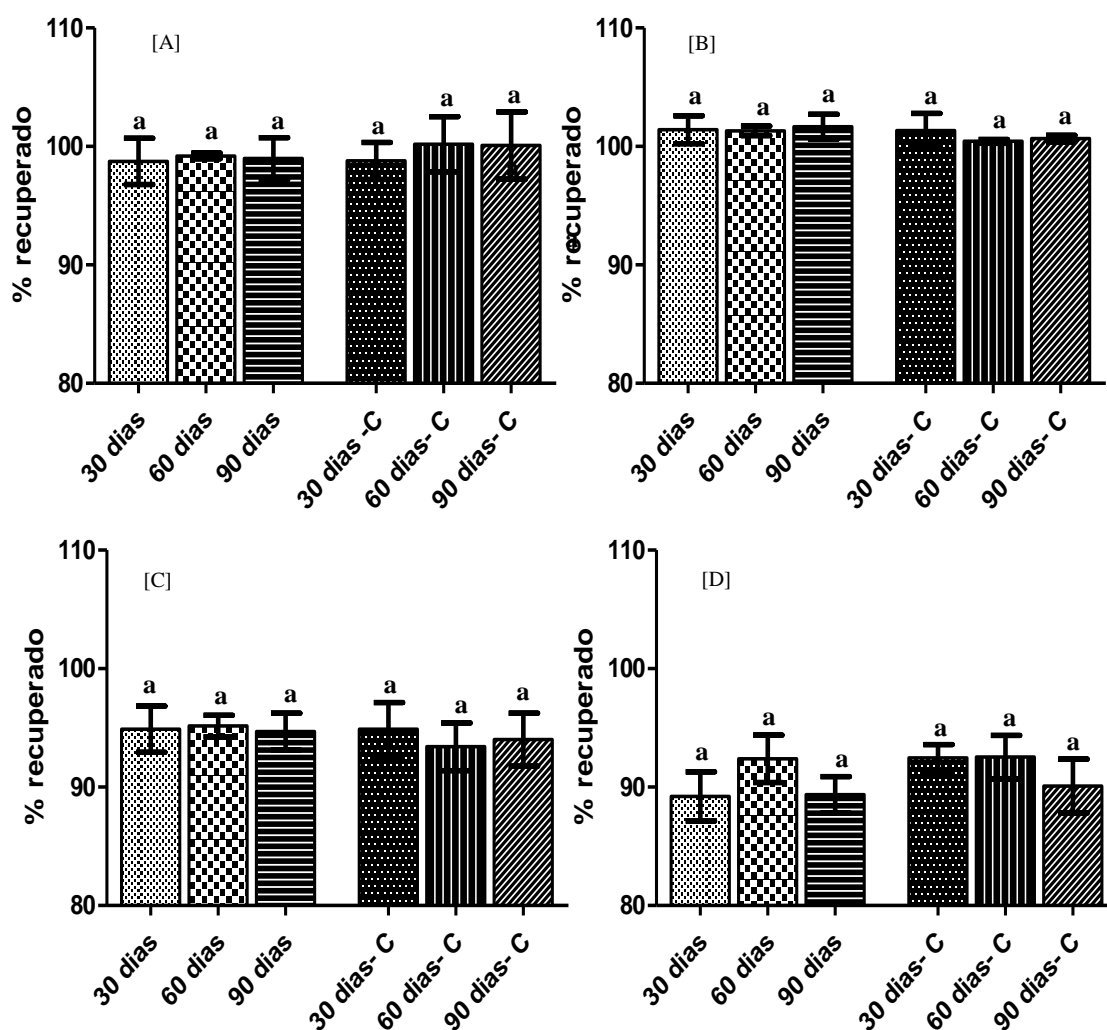 [A]
% recuperado
110
100
90
80
a a a a a a
30 dias
60 dias
90 dias
30 dias -C
60 dias- C
90 dias- C
[B]
% recuperado
110
100
90
80
a a a a a a
30 dias
60 dias
90 dias
30 dias- C
60 dias- C
90 dias- C
[C]
% recuperado
110
100
90
80
a a a a a a
30 dias
60 dias
90 dias
30 dias- C
60 dias- C
90 dias- C
[D]
% recuperado
110
100
90
80
a a a a a a
30 dias
60 dias
90 dias
30 dias- C
60 dias- C
90 dias- C